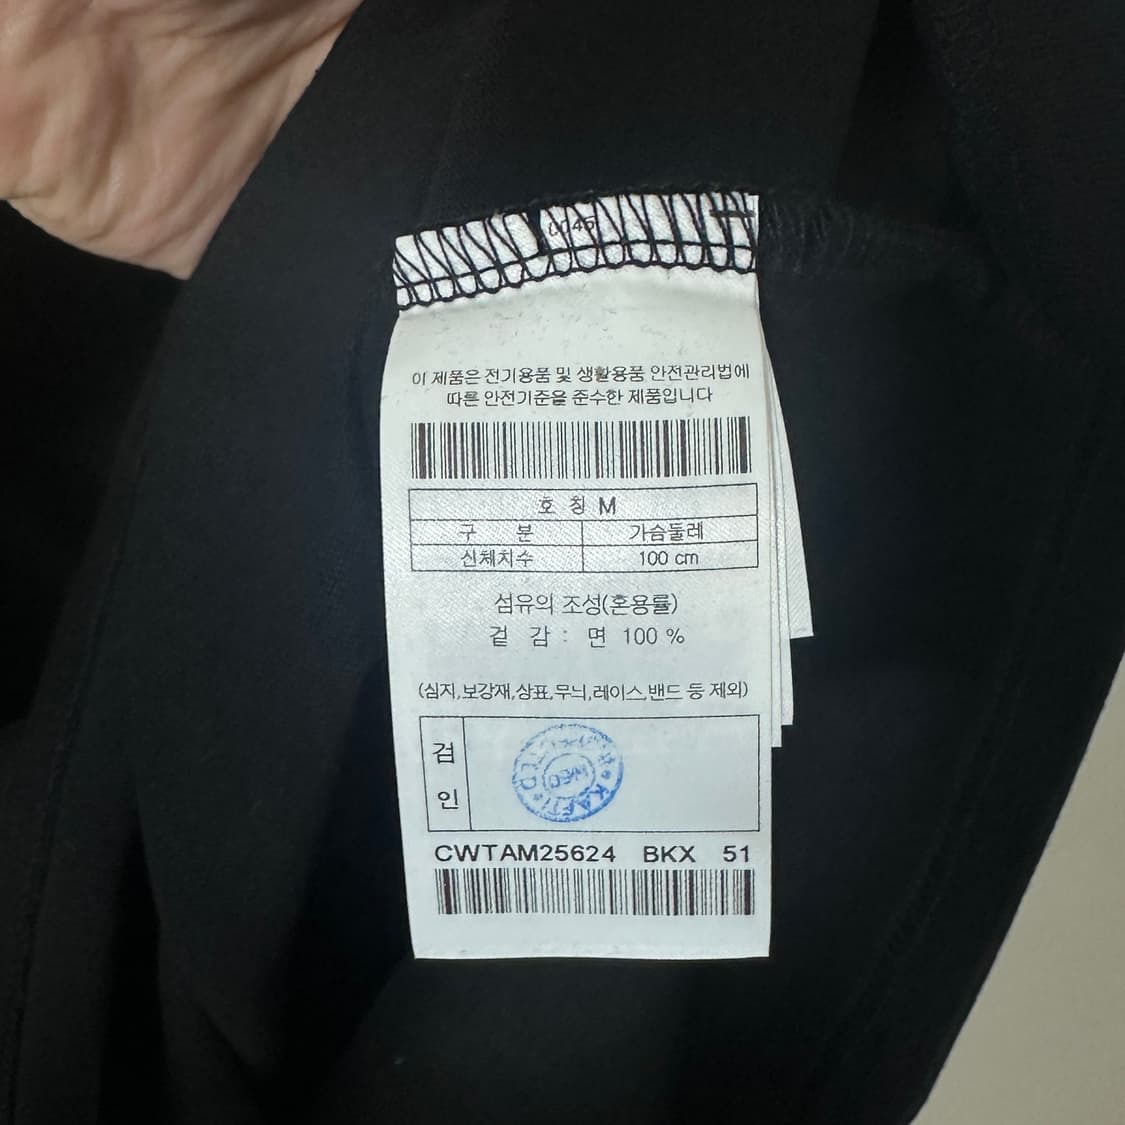 L045
이 제품은 전기용품 및 생활용품 안전관리법에
따른 안전기준을 준수한 제품입니다
호 칭 M
구 분 가슴둘레
신체치수 100 cm
섬유의 조성(혼용률)
겉 감 : 면 100 %
(심지,보강재,상표,무늬,레이스,밴드 등 제외)
검
인
KAFTI
CWTAM25624 BKX 51